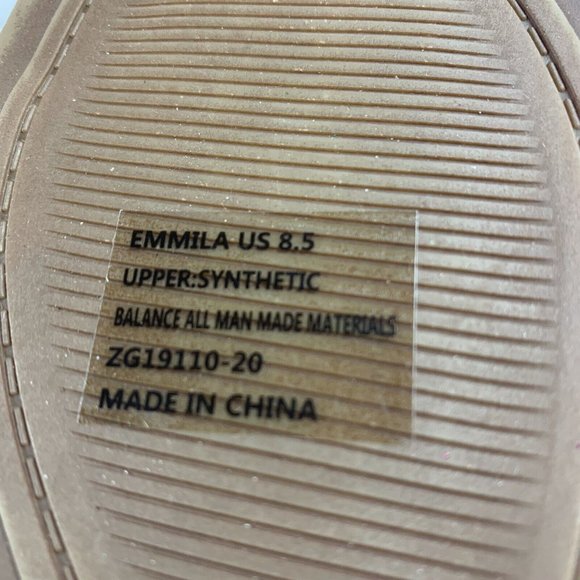 EMMILA US 8.5
UPPER:SYNTHETIC
BALANCE ALL MAN MADE MATERIALS
ZG19110-20
MADE IN CHINA